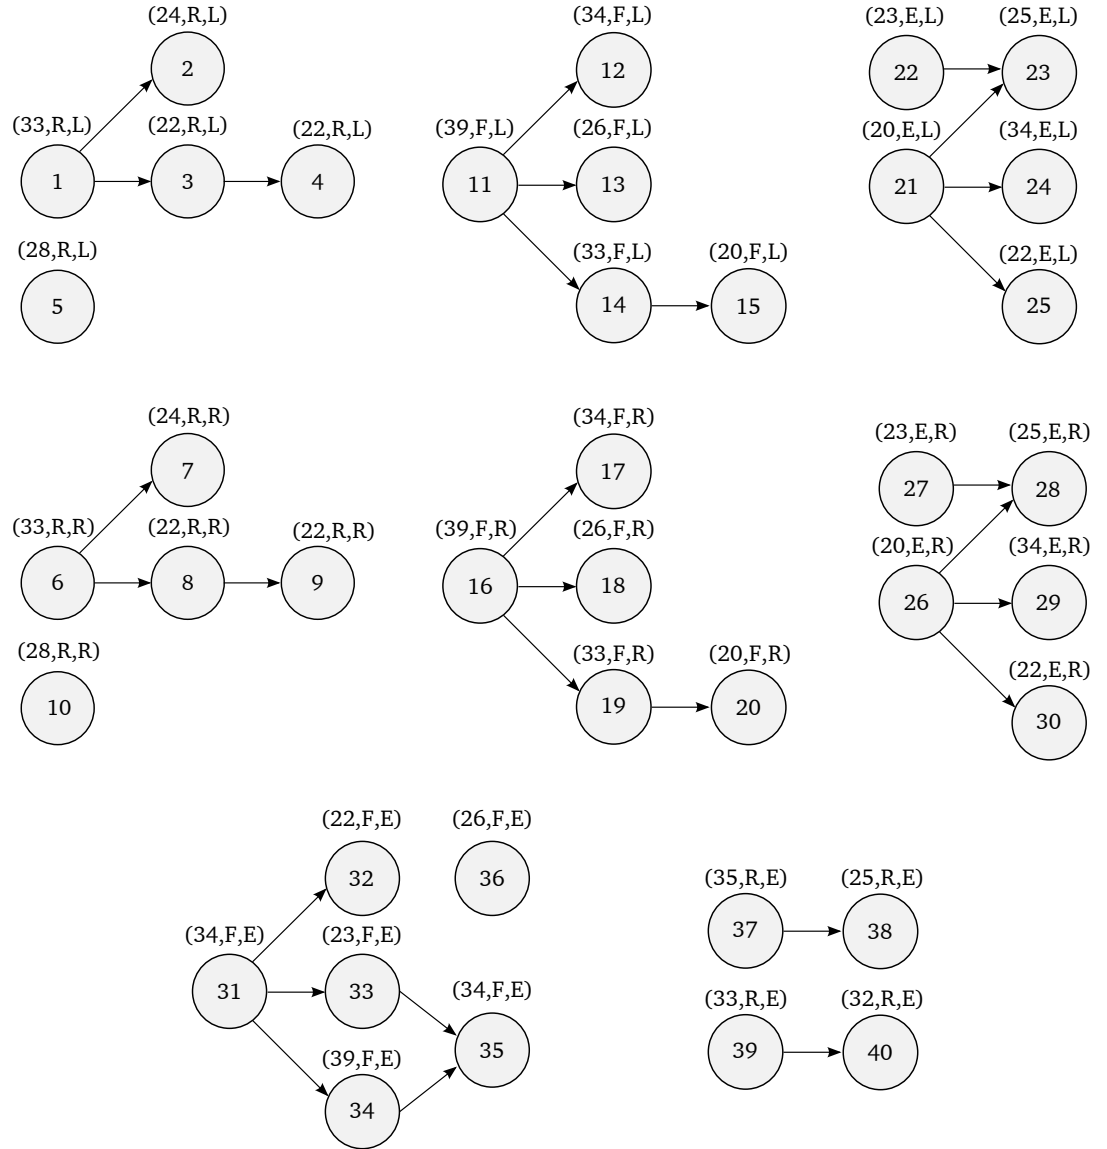 (24,R,L)
2
(33,R,L) (22,R,L) (22,R,L)
1 3 4
(28,R,L)
5
(34,F,L)
12
(39,F,L) (26,F,L)
11 13
(33,F,L) (20,F,L)
14 15
(23,E,L) (25,E,L)
22 23
(20,E,L) (34,E,L)
21 24
(22,E,L)
25
(24,R,R)
7
(33,R,R) (22,R,R) (22,R,R)
6 8 9
(28,R,R)
10
(34,F,R)
17
(39,F,R) (26,F,R)
16 18
(33,F,R) (20,F,R)
19 20
(23,E,R) (25,E,R)
27 28
(20,E,R) (34,E,R)
26 29
(22,E,R)
30
(22,F,E) (26,F,E)
32 36
(34,F,E) (23,F,E)
31 33
(34,F,E)
35
(39,F,E)
34
(35,R,E) (25,R,E)
37 38
(33,R,E) (32,R,E)
39 40